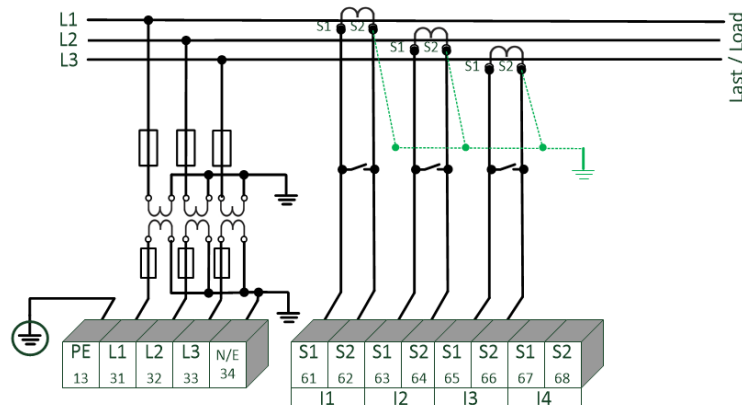 L1
S1 S2
L2
S1 S2
L3
S1 S2
Last / Load
PE L1 L2 L3 N/E
13 31 32 33 34
S1 S2 S1 S2 S1 S2 S1 S2
61 62 63 64 65 66 67 68
I1 I2 I3 I4